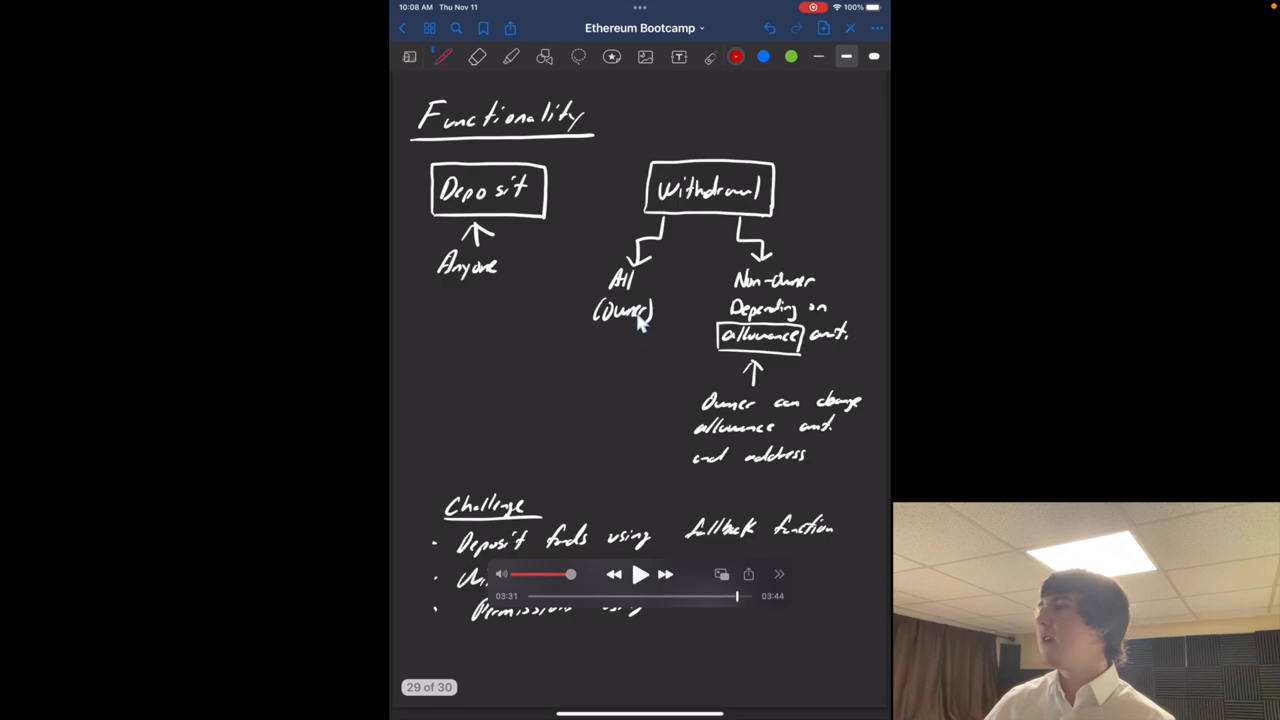 10:08 AM Thu Nov 11
100%
Ethereum Bootcamp
Functionality
Deposit
Withdrawl
Anyone
All
(Owner)
Non-Owner
Depending on
allowance amt.
Owner can change
allowance amt.
and address
Challenge
- Deposit funds using fallback function
-
- Permissions using
03:31
03:44
29 of 30